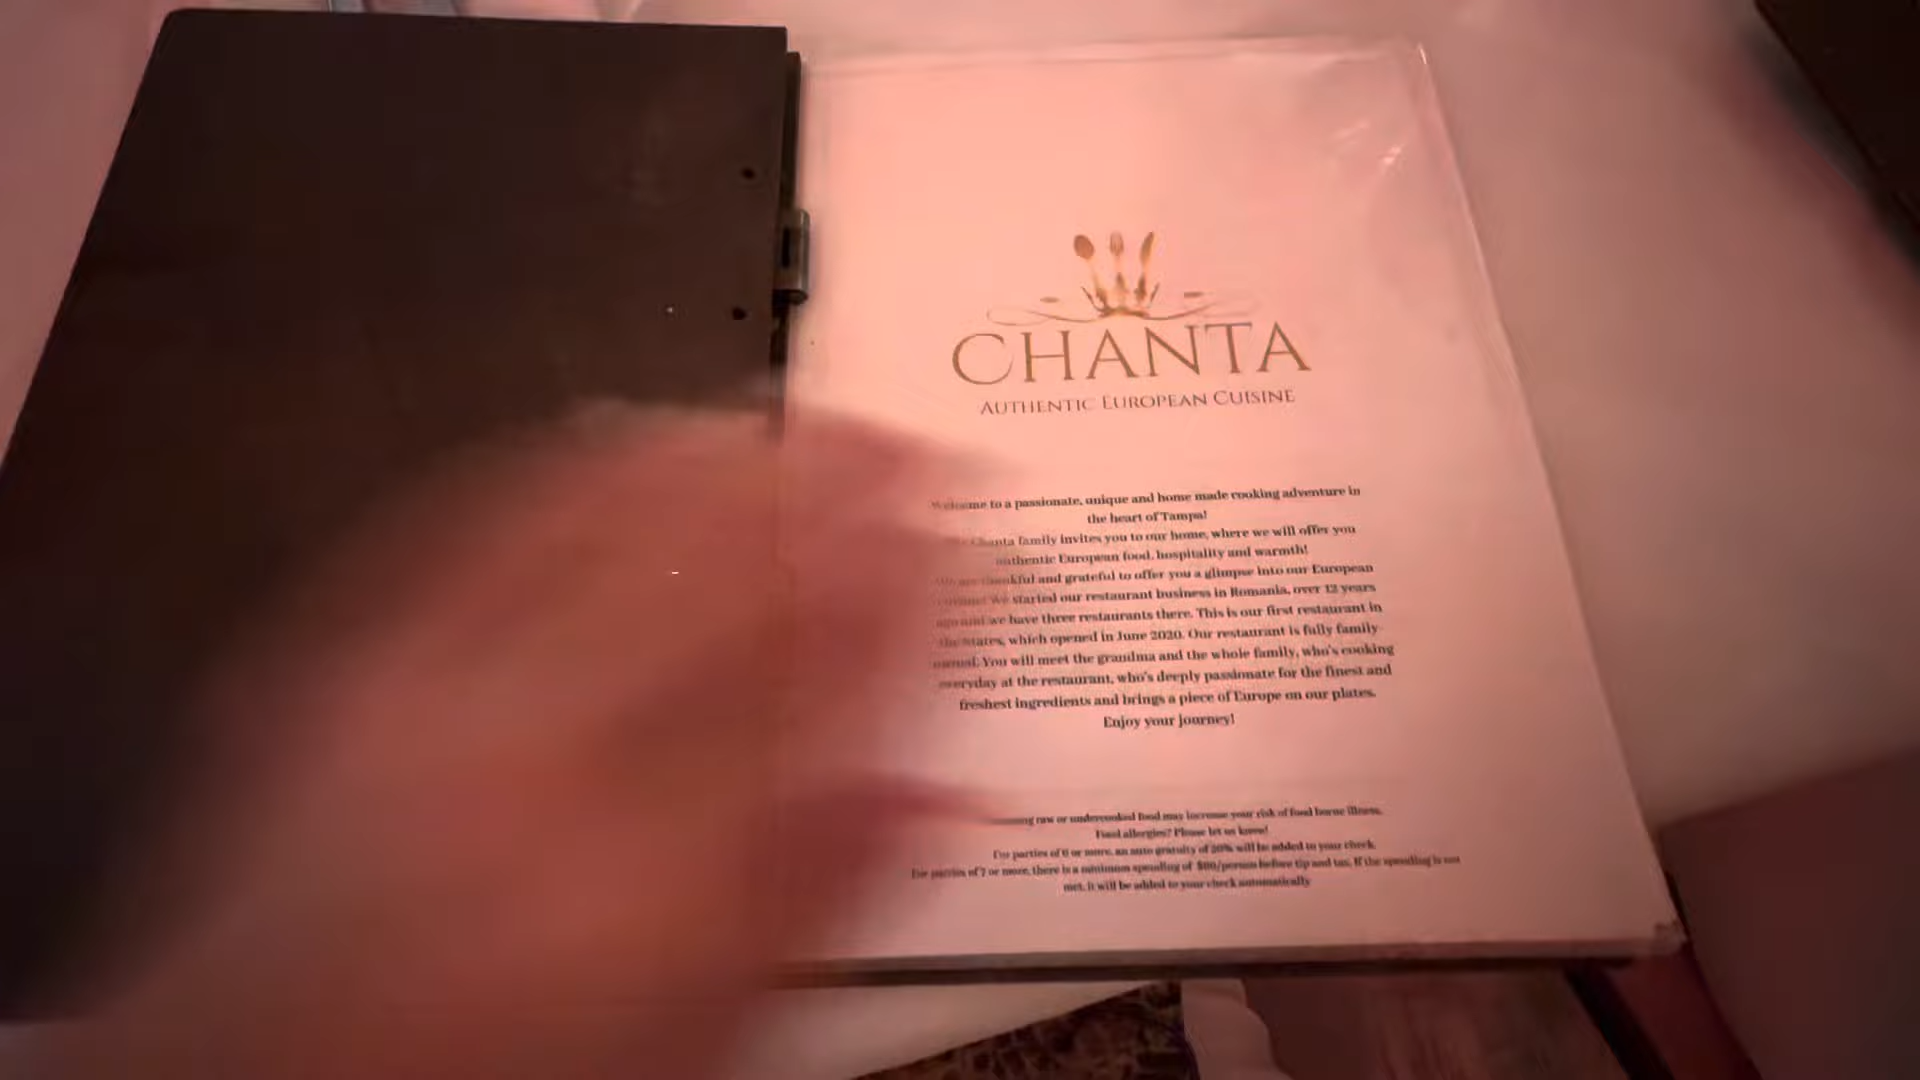 CHANTA
AUTHENTIC EUROPEAN CUISINE
Welcome to a passionate, unique and home made cooking adventure in
the heart of Tampa!
Chanta family invites you to our home, where we will offer you
authentic European food, hospitality and warmth!
thankful and grateful to offer you a glimpse into our European
we started our restaurant business in Romania, over 12 years
ago and we have three restaurants there. This is our first restaurant in
the States, which opened in June 2020. Our restaurant is fully family
You will meet the grandma and the whole family, who's cooking
everyday at the restaurant, who's deeply passionate for the finest and
freshest ingredients and brings a piece of Europe on our plates.
Enjoy your journey!
raw or undercooked food may increase your risk of food borne illness.
Food allergies? Please let us know!
For parties of 6 or more, an auto gratuity of 20% will be added to your check.
For parties of 7 or more, there is a minimum spending of /person before tip and tax. If the spending is not
met, it will be added to your check automatically